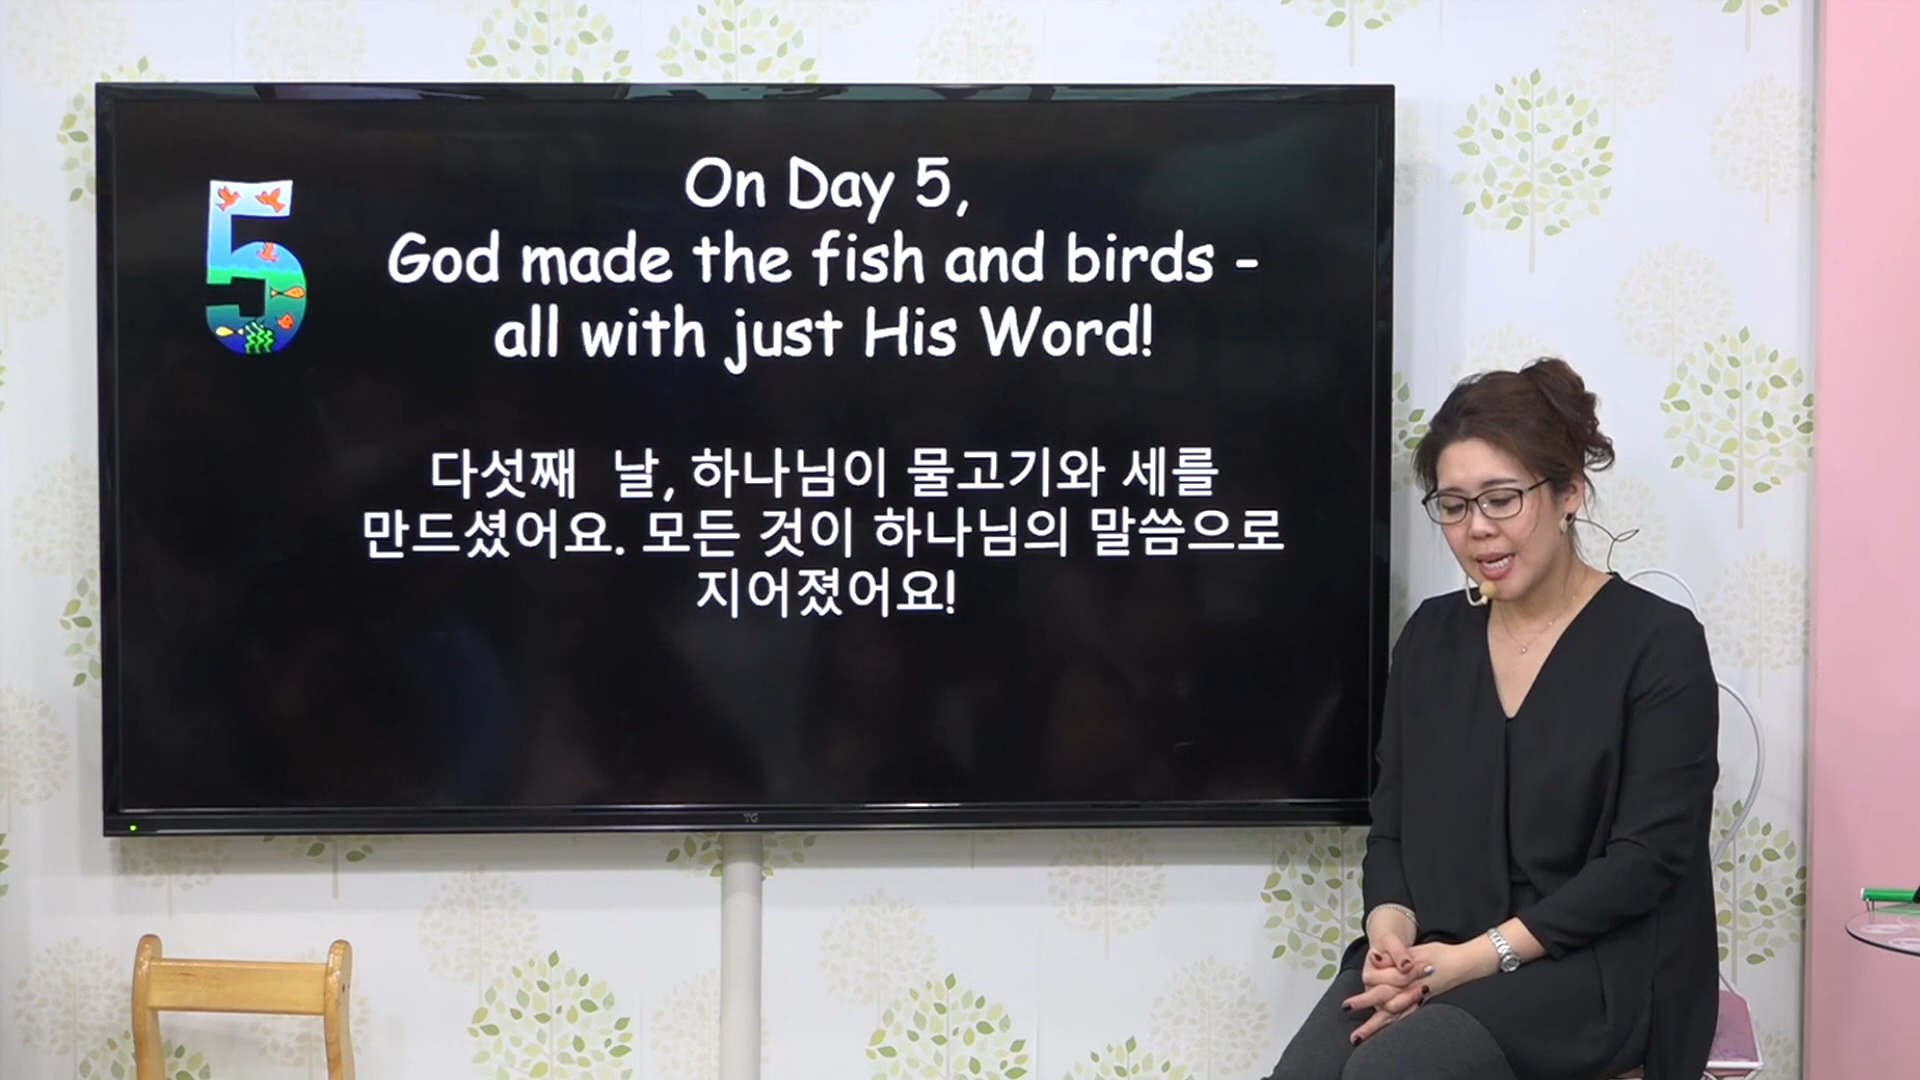 5
On Day 5,
God made the fish and birds -
all with just His Word!
다섯째 날, 하나님이 물고기와 세를
만드셨어요. 모든 것이 하나님의 말씀으로
지어졌어요!
TG